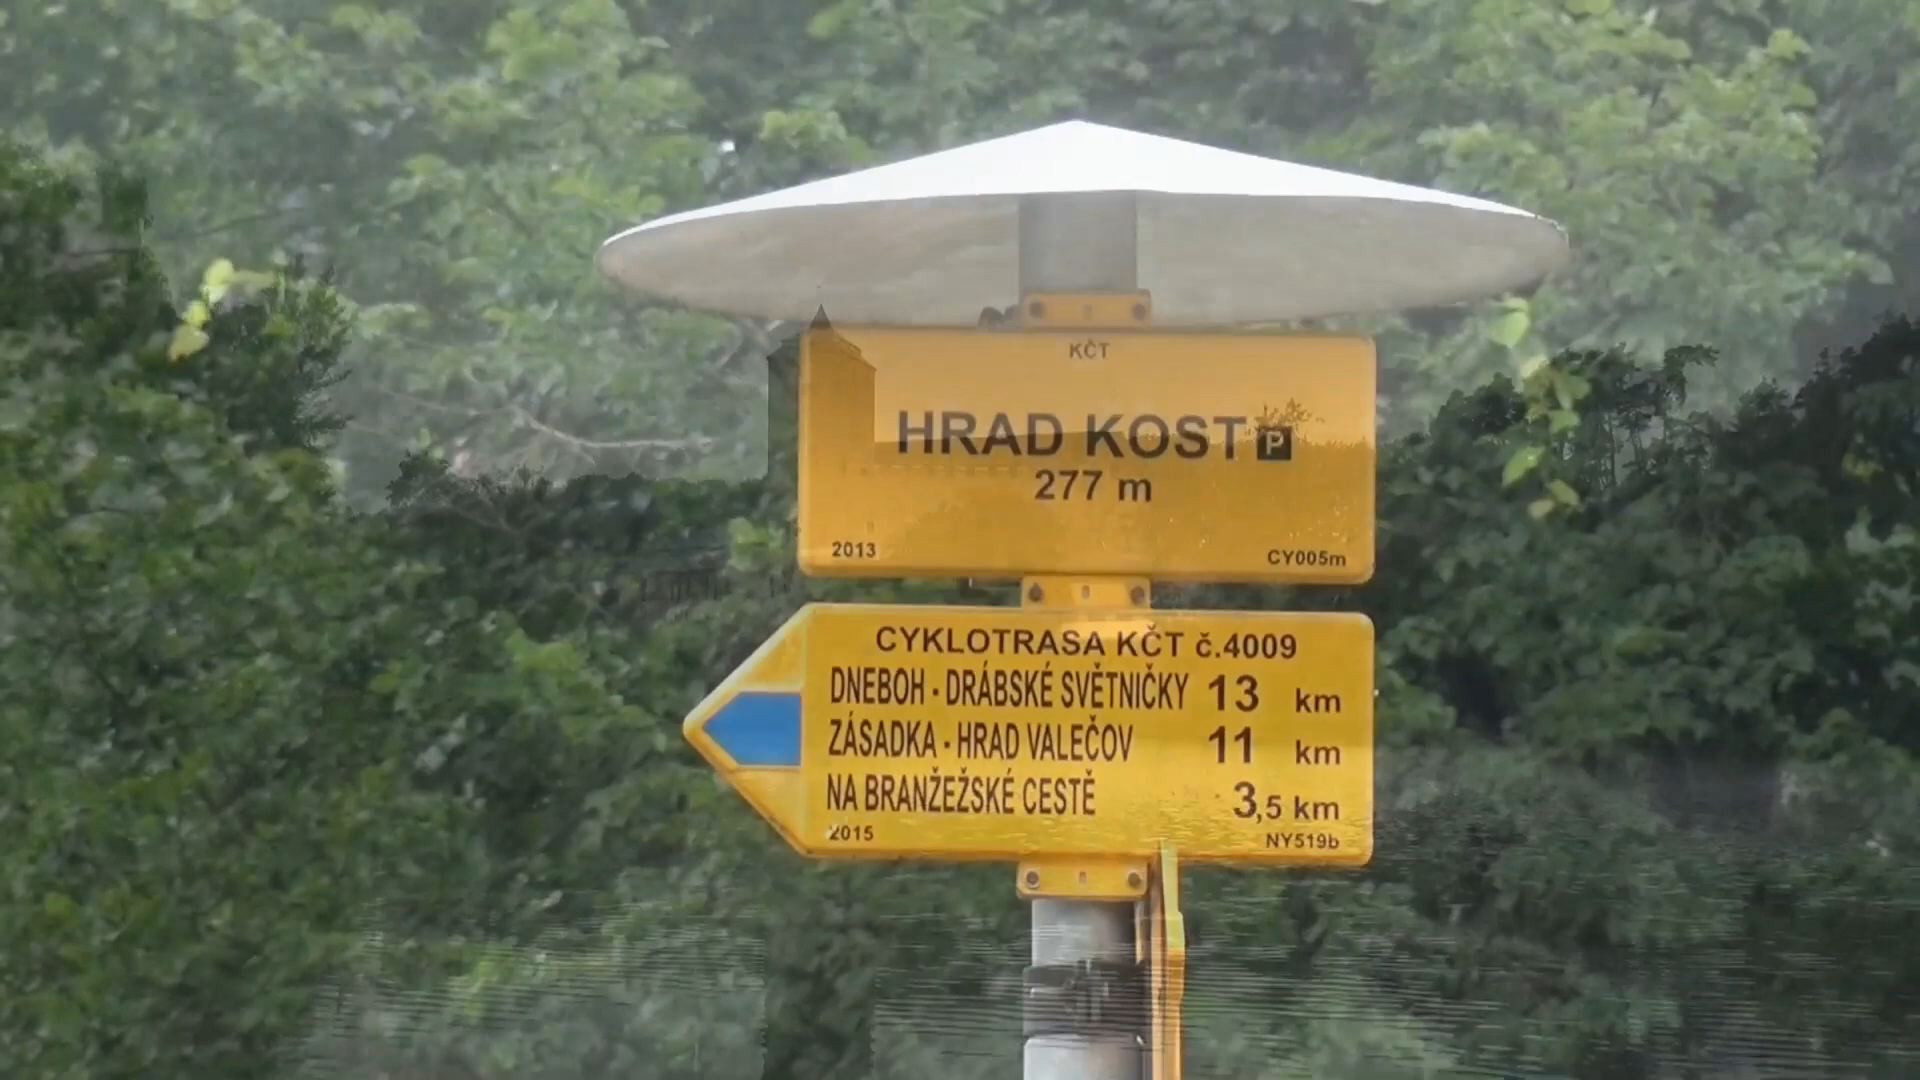 KČT
HRAD KOST P
277 m
2013 CY005m
CYKLOTRASA KČT č.4009
DNEBOH - DRÁBSKÉ SVĚTNIČKY 13 km
ZÁSADKA - HRAD VALEČOV 11 km
NA BRANŽEŽSKÉ CESTĚ 3,5 km
2015 NY519b